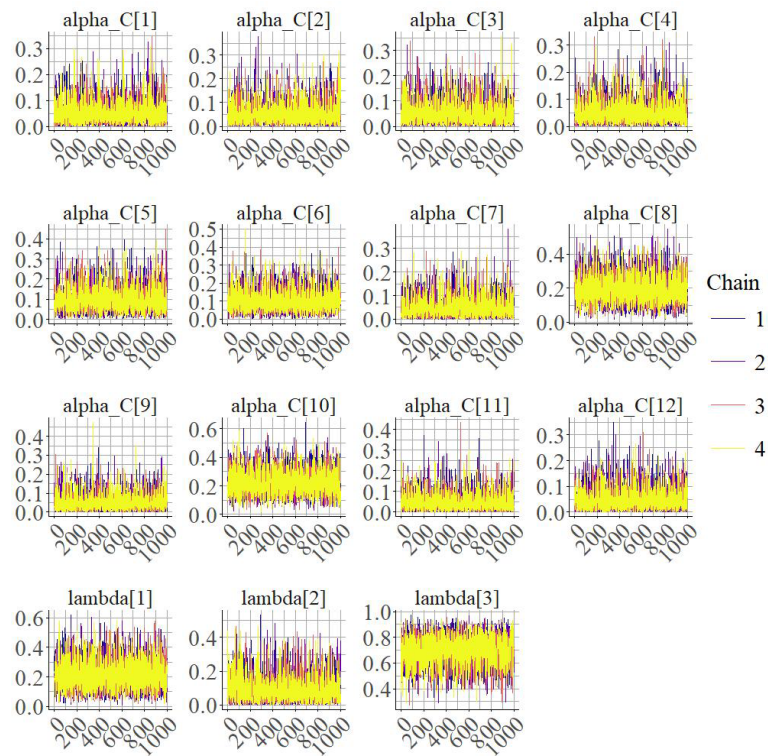 alpha_C[1] alpha_C[2] alpha_C[3] alpha_C[4]
0.3 0.3 0.3 0.3
0.2 0.2 0.2 0.2
0.1 0.1 0.1 0.1
0.0 0.0 0.0 0.0
0 200 400 600 800 1000 0 200 400 600 800 1000 0 200 400 600 800 1000 0 200 400 600 800 1000
alpha_C[5] alpha_C[6] alpha_C[7] alpha_C[8]
0.4 0.3 0.2 0.1 0.0
0.5 0.4 0.3 0.2 0.1 0.0
0.3 0.2 0.1 0.0
0.4 0.2 0.0
0 200 400 600 800 1000 0 200 400 600 800 1000 0 200 400 600 800 1000 0 200 400 600 800 1000
alpha_C[9] alpha_C[10] alpha_C[11] alpha_C[12]
0.4 0.3 0.2 0.1 0.0
0.6 0.4 0.2 0.0
0.4 0.3 0.2 0.1 0.0
0.3 0.2 0.1 0.0
0 200 400 600 800 1000 0 200 400 600 800 1000 0 200 400 600 800 1000 0 200 400 600 800 1000
lambda[1] lambda[2] lambda[3]
0.6 0.4 0.2 0.0
0.4 0.2 0.0
1.0 0.8 0.6 0.4
0 200 400 600 800 1000 0 200 400 600 800 1000 0 200 400 600 800 1000
Chain
1
2
3
4